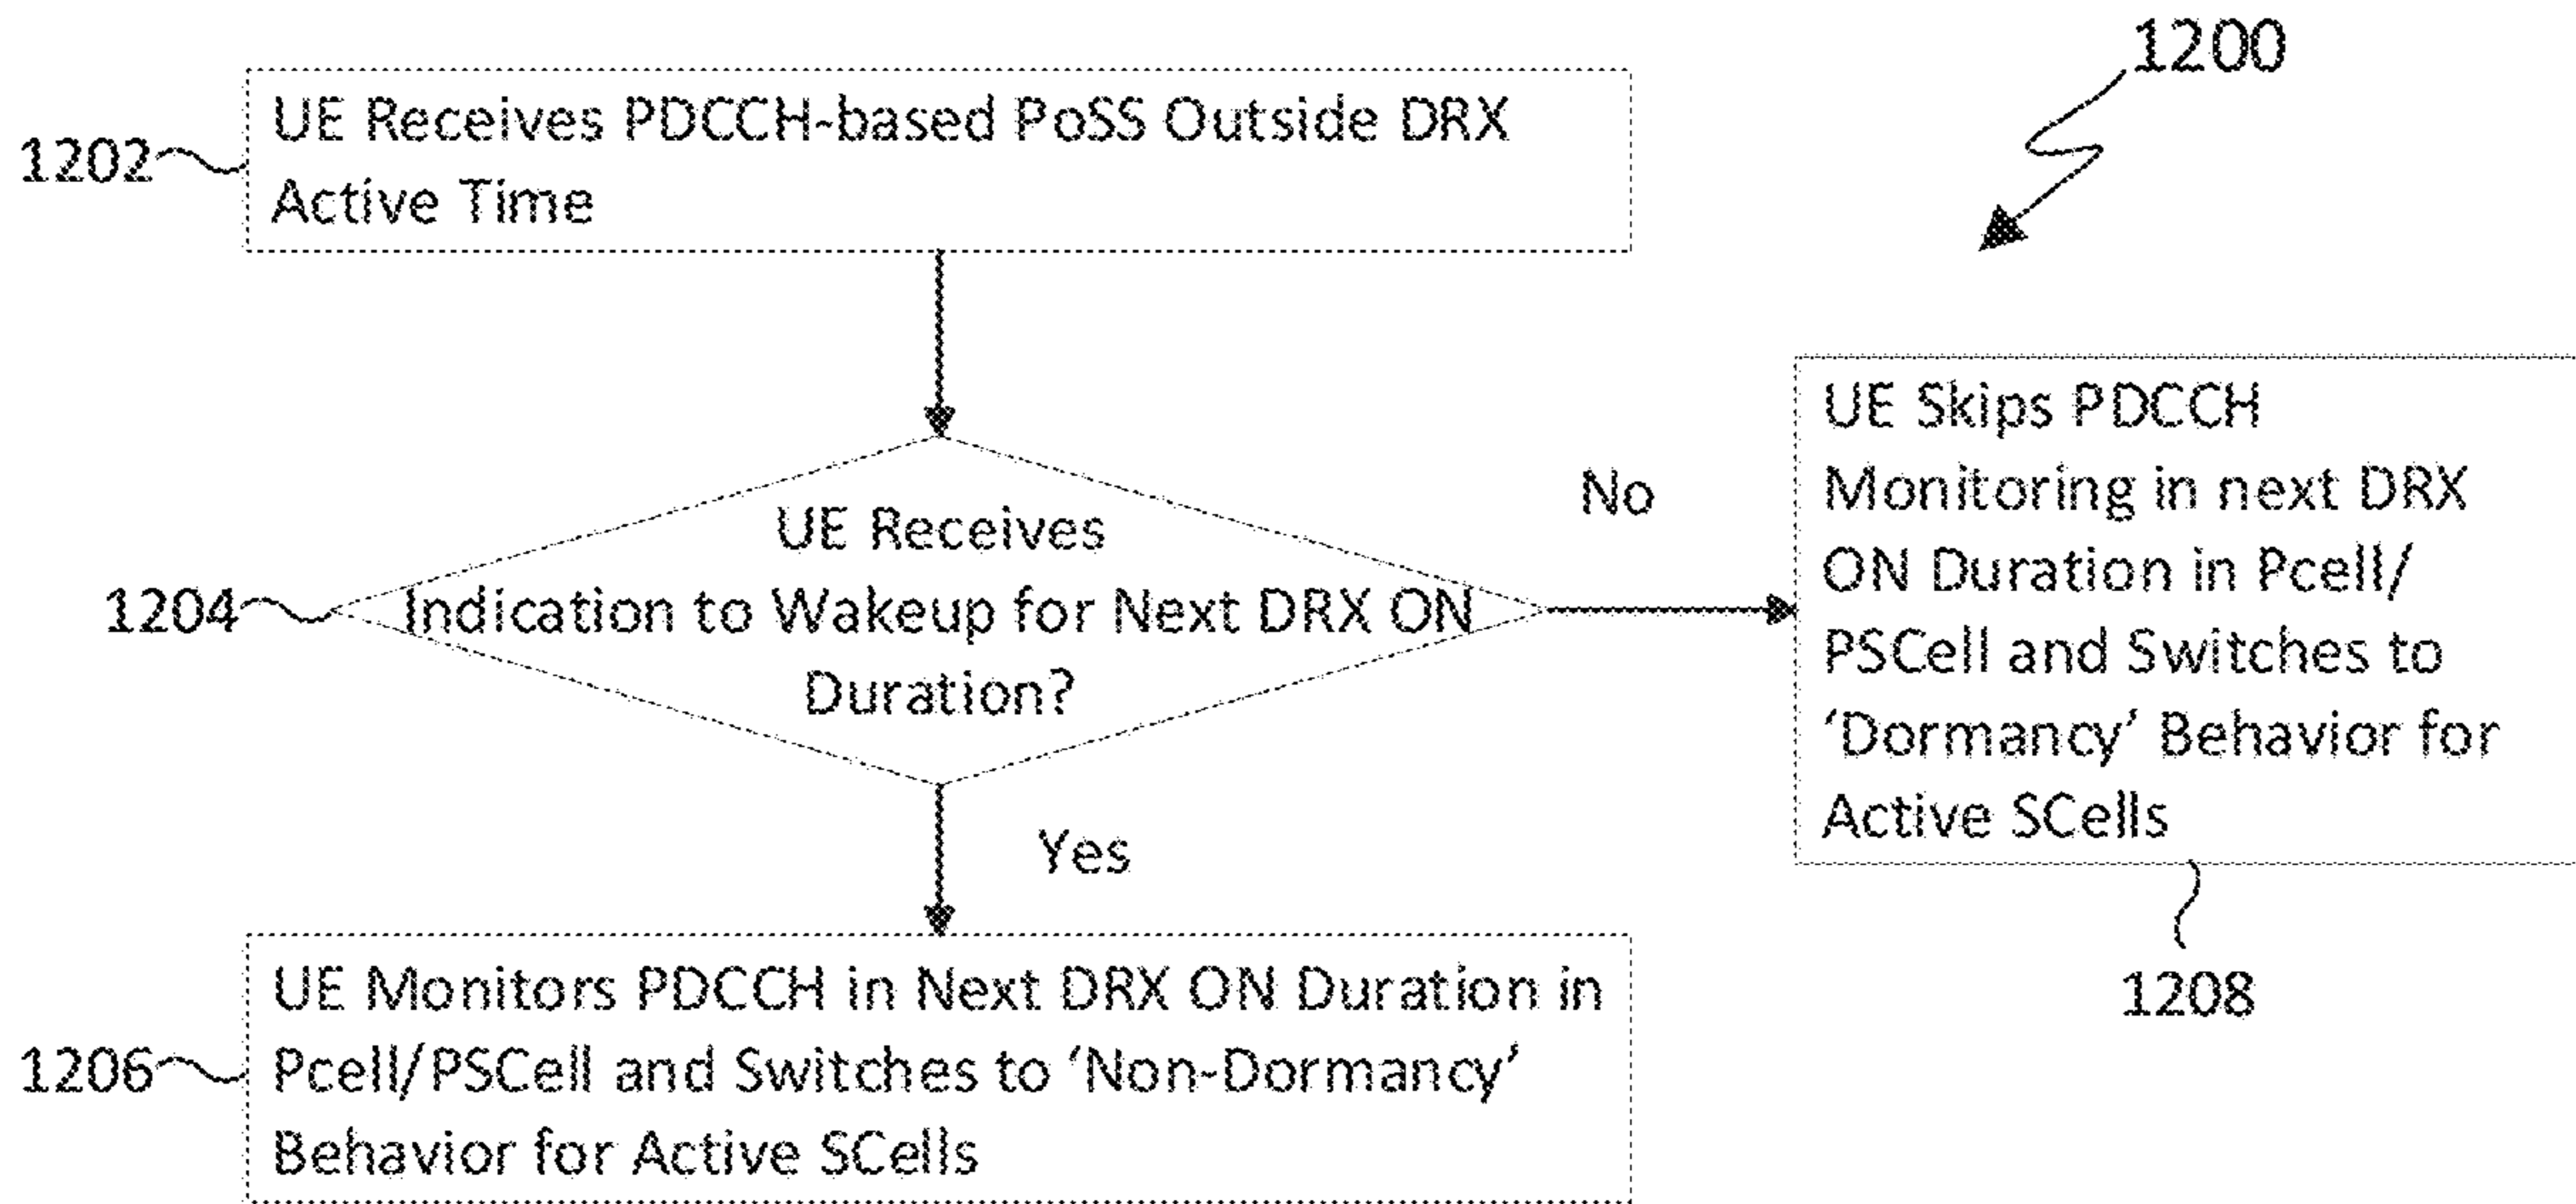 1200
1202
UE Receives PDCCH-based PoSS Outside DRX
Active Time
1204
UE Receives
Indication to Wakeup for Next DRX ON
Duration?
No
Yes
UE Skips PDCCH
Monitoring in next DRX
ON Duration in Pcell/
PSCell and Switches to
‘Dormancy’ Behavior for
Active SCells
1208
1206
UE Monitors PDCCH in Next DRX ON Duration in
Pcell/PSCell and Switches to ‘Non-Dormancy’
Behavior for Active SCells